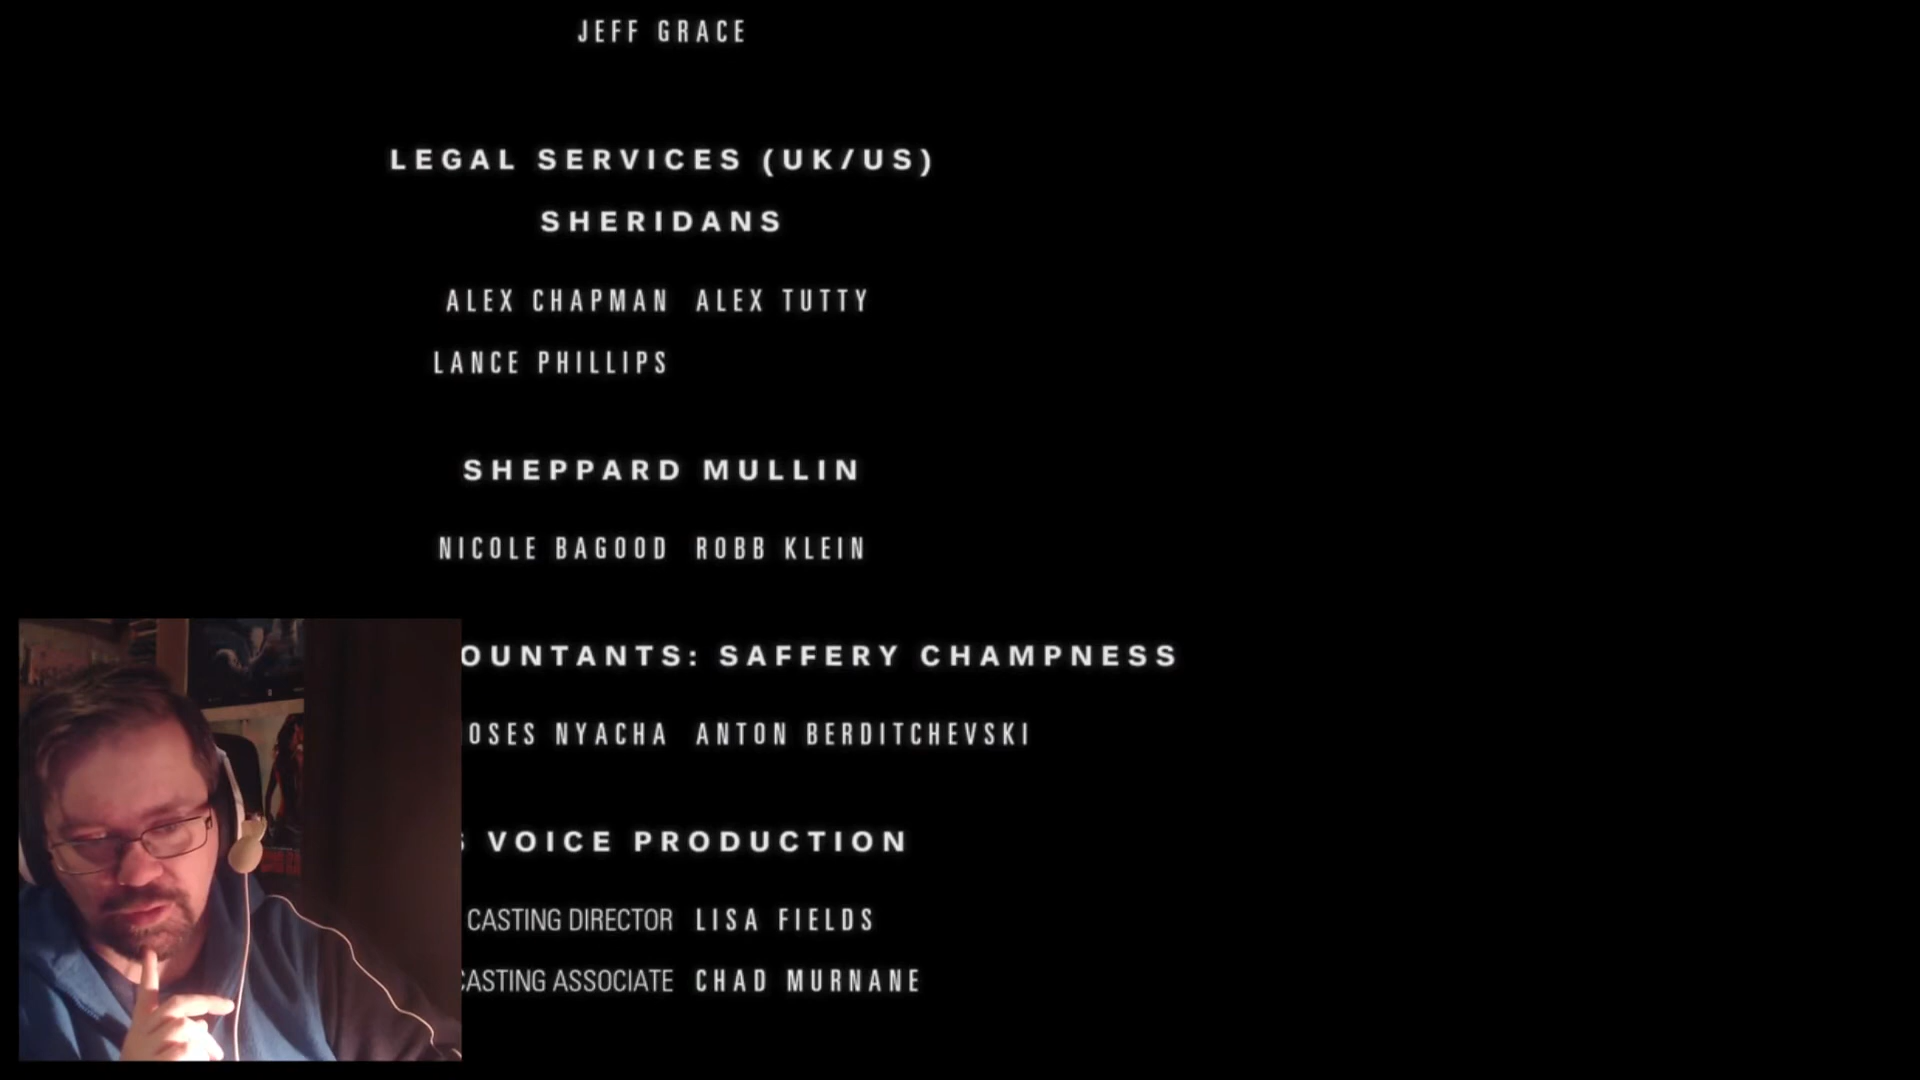 JEFF GRACE
LEGAL SERVICES (UK/US)
SHERIDANS
ALEX CHAPMAN ALEX TUTTY
LANCE PHILLIPS
SHEPPARD MULLIN
NICOLE BAGOOD ROBB KLEIN
OUNTANTS: SAFFERY CHAMPNESS
OSES NYACHA ANTON BERDITCHEVSKI
VOICE PRODUCTION
CASTING DIRECTOR LISA FIELDS
CASTING ASSOCIATE CHAD MURNANE